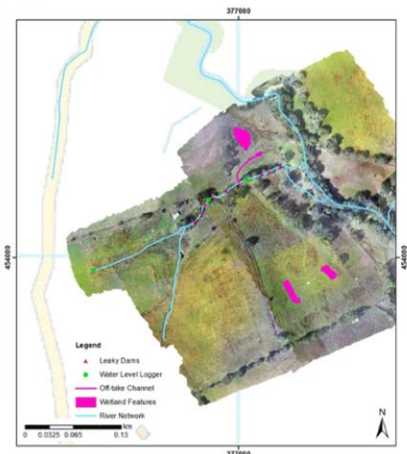 377000
454000
454000
Legend
Leaky Dams
Water Level Logger
Off-take Channel
Wetland Features
River Network
km
0 0.0325 0.065 0.13
N
377000